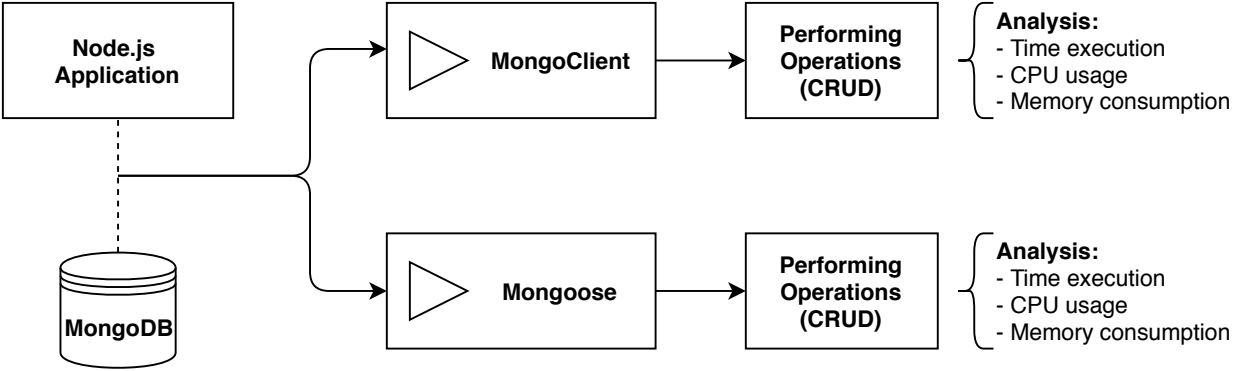 Node.js
Application
MongoClient
Performing
Operations
(CRUD)
Analysis:
- Time execution
- CPU usage
- Memory consumption
MongoDB
Mongoose
Performing
Operations
(CRUD)
Analysis:
- Time execution
- CPU usage
- Memory consumption